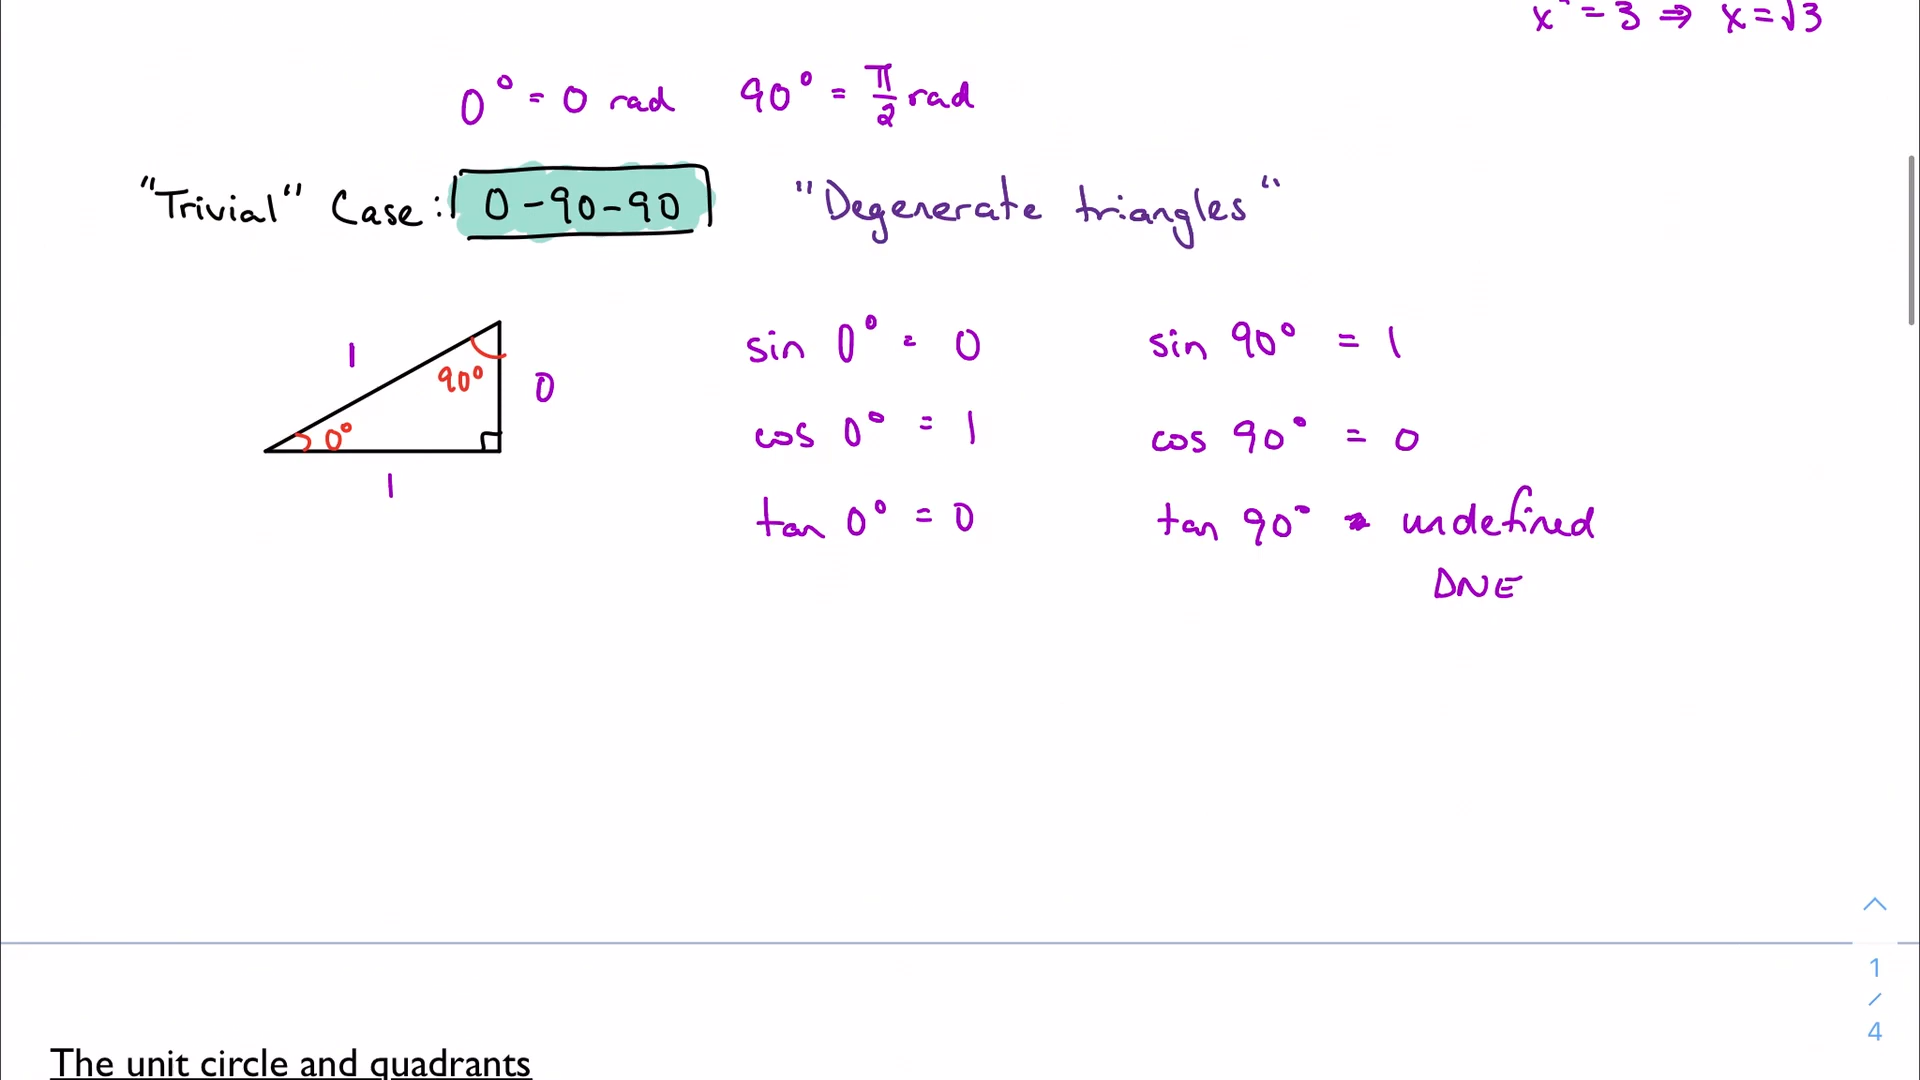 x² = 3 ⇒ x = √3
0° = 0 rad 90° = π/2 rad
"Trivial" Case: 0-90-90 "Degenerate triangles"
1
90°
0
0°
1
sin 0° = 0 sin 90° = 1
cos 0° = 1 cos 90° = 0
tan 0° = 0 tan 90° = undefined
DNE
1
/
4
The unit circle and quadrants